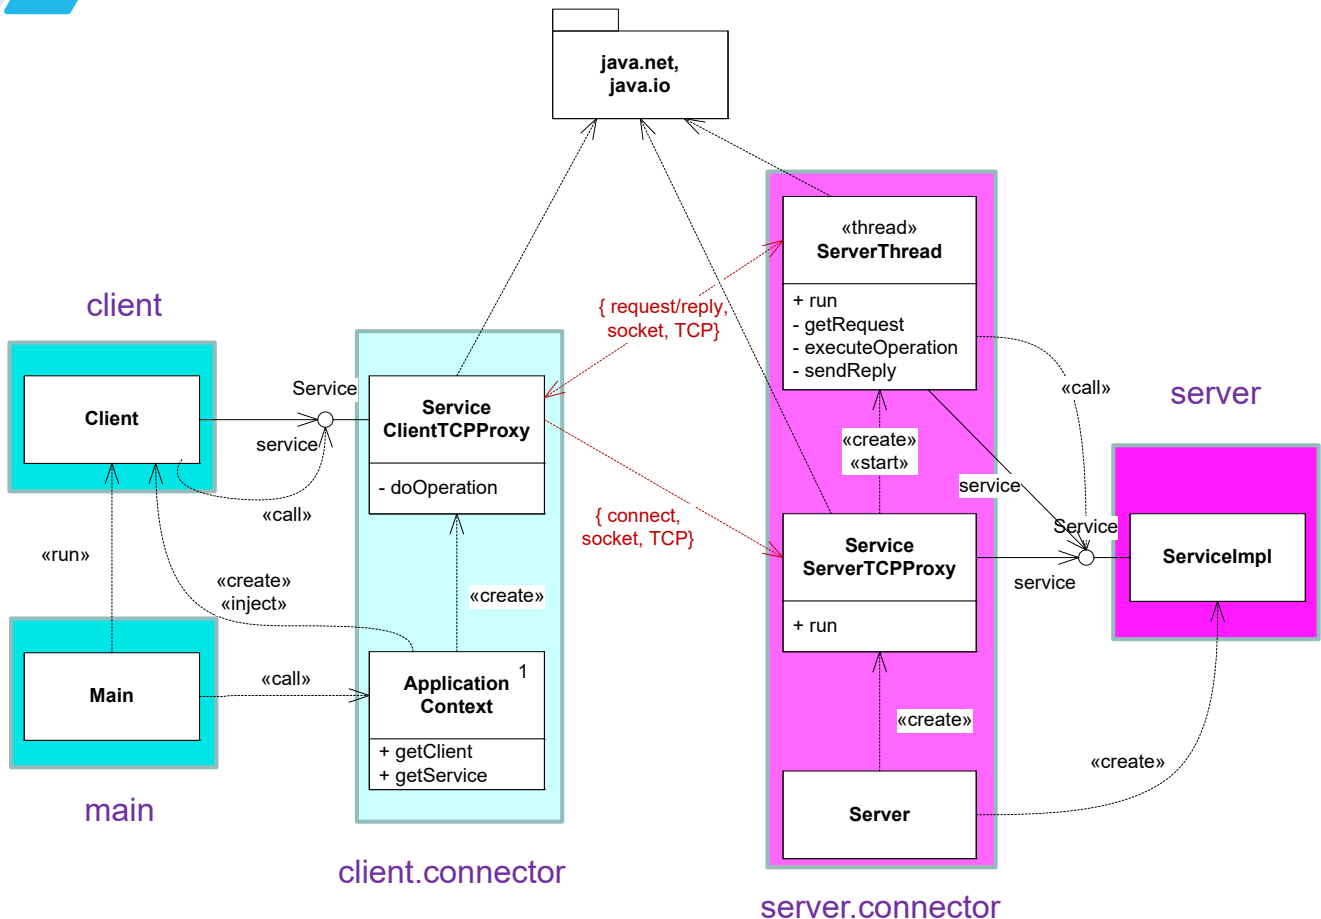 java.net,
java.io
«thread»
ServerThread
+ run
- getRequest
- executeOperation
- sendReply
{ request/reply,
socket, TCP}
client
Client
Service
service
«call»
Service
ClientTCPProxy
- doOperation
«call»
server
«create»
«start»
service
{ connect,
socket, TCP}
Service
ServerTCPProxy
+ run
Service
service
ServiceImpl
«run»
«create»
«inject»
«create»
Main
«call»
Application
Context
1
+ getClient
+ getService
«create»
«create»
Server
main
client.connector
server.connector